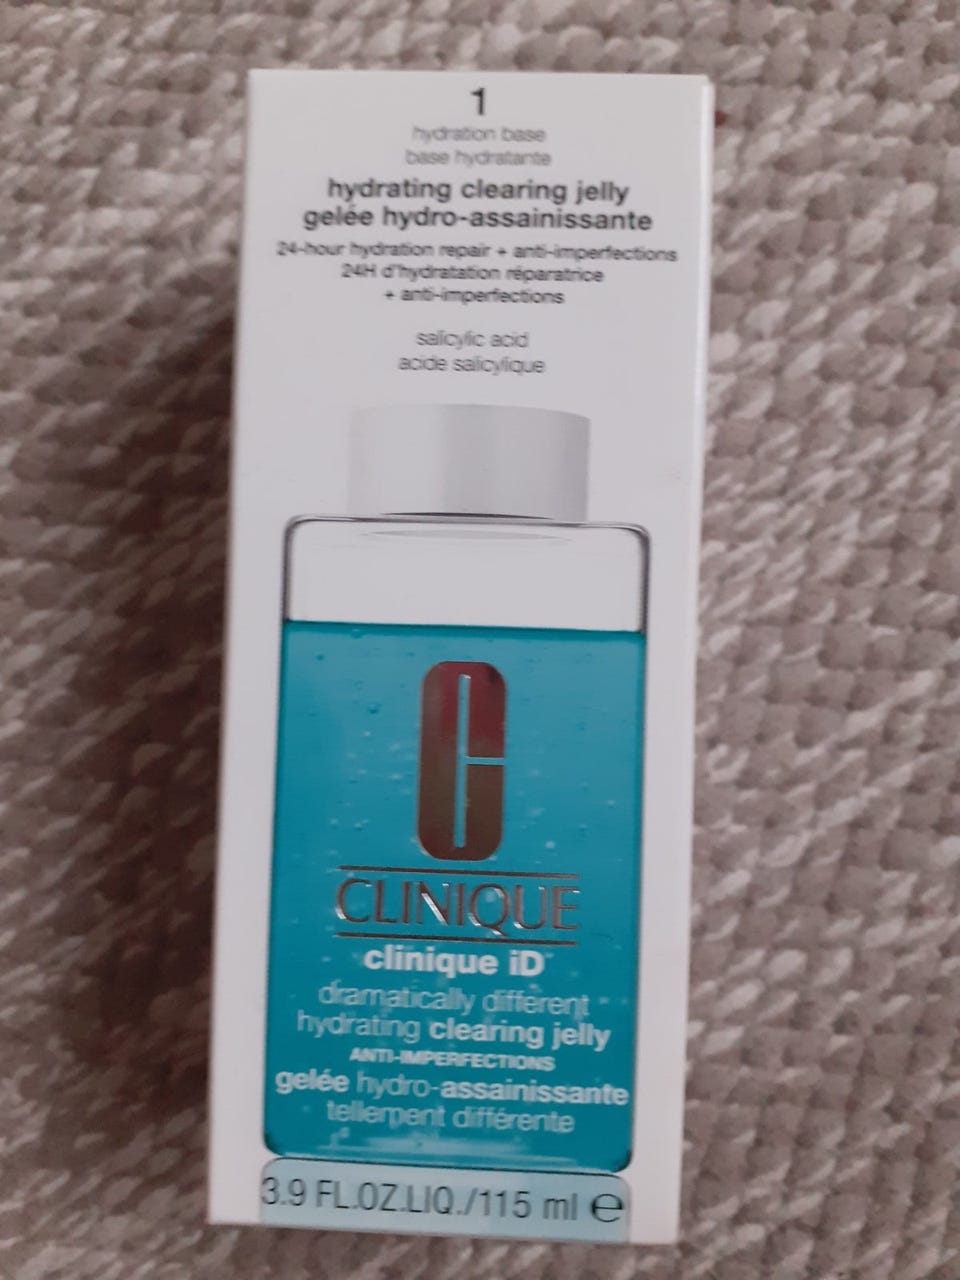 1
hydration base
base hydratante
hydrating clearing jelly
gelée hydro-assainissante
24-hour hydration repair + anti-imperfections
24H d'hydratation réparatrice
+ anti-imperfections
salicylic acid
acide salicylique
C
CLINIQUE
clinique iD™
dramatically different
hydrating clearing jelly
ANTI-IMPERFECTIONS
gelée hydro-assainissante
tellement différente
3.9 FL.OZ.LIQ./115 ml ℮